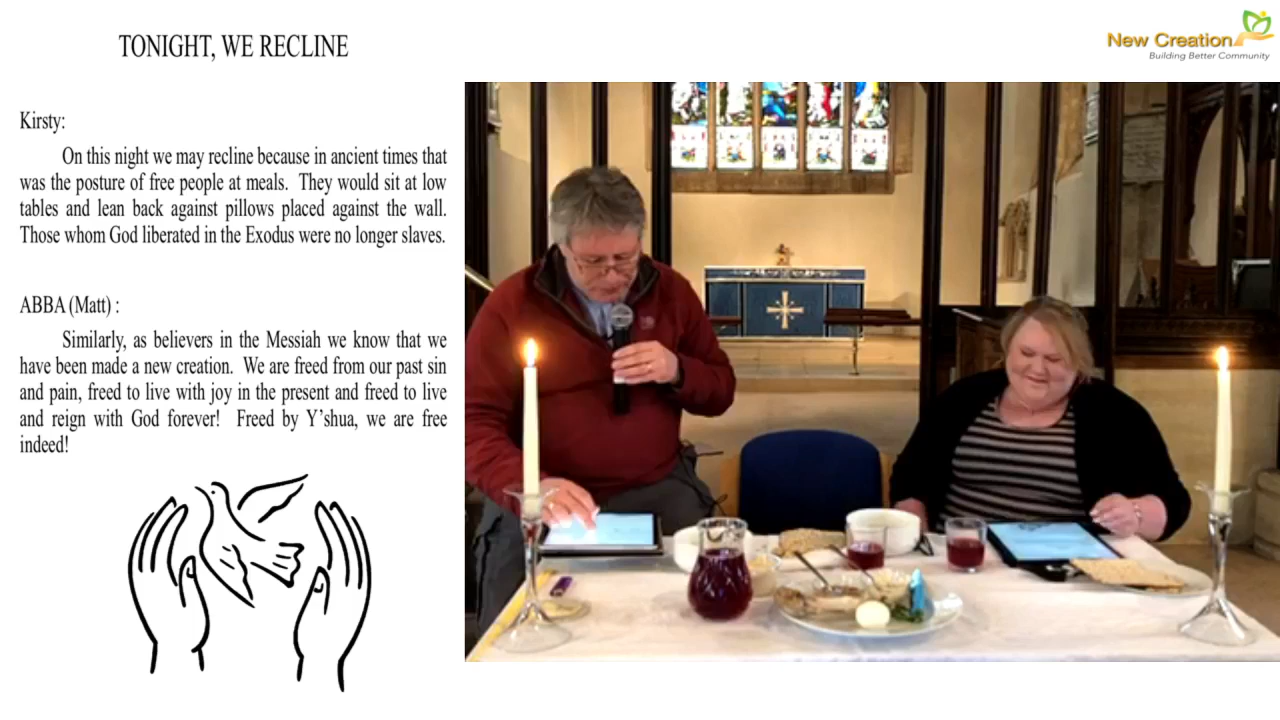 TONIGHT, WE RECLINE
Kirsty:
On this night we may recline because in ancient times that
was the posture of free people at meals. They would sit at low
tables and lean back against pillows placed against the wall.
Those whom God liberated in the Exodus were no longer slaves.
ABBA (Matt) :
Similarly, as believers in the Messiah we know that we
have been made a new creation. We are freed from our past sin
and pain, freed to live with joy in the present and freed to live
and reign with God forever! Freed by Y'shua, we are free
indeed!
New Creation
Building Better Community